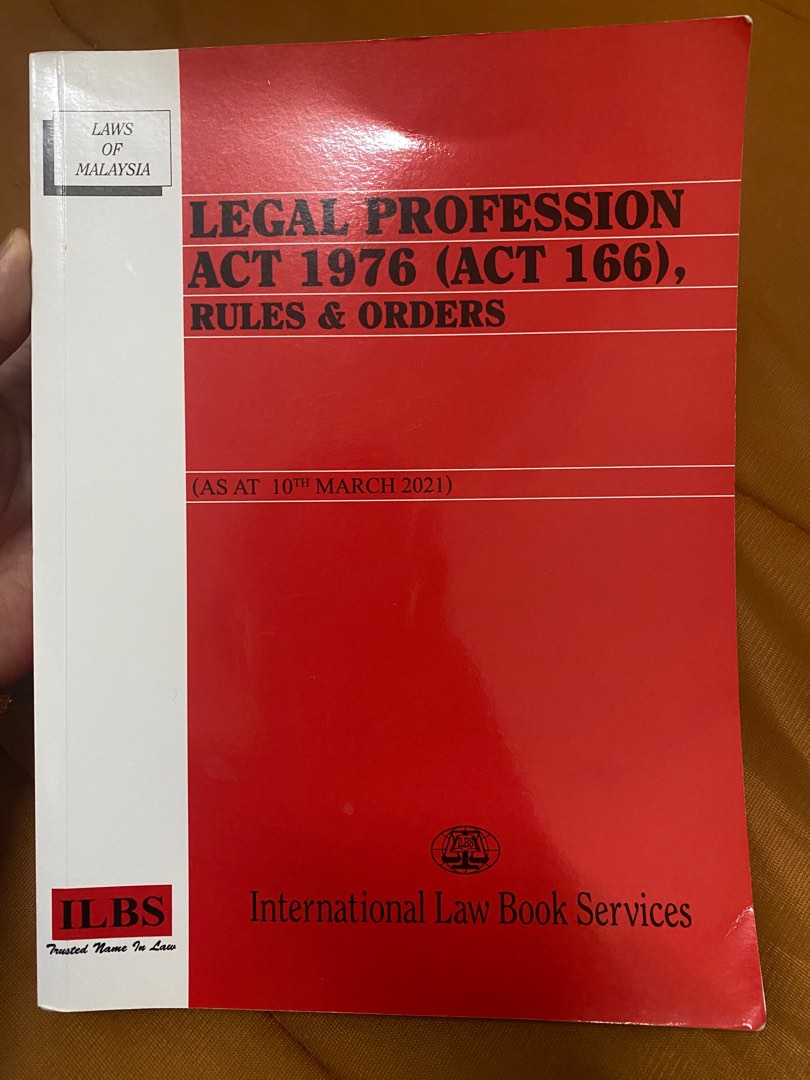 LAWS
OF
MALAYSIA
LEGAL PROFESSION
ACT 1976 (ACT 166),
RULES & ORDERS
(AS AT 10TH MARCH 2021)
ILBS
International Law Book Services
ILBS
Trusted Name In Law